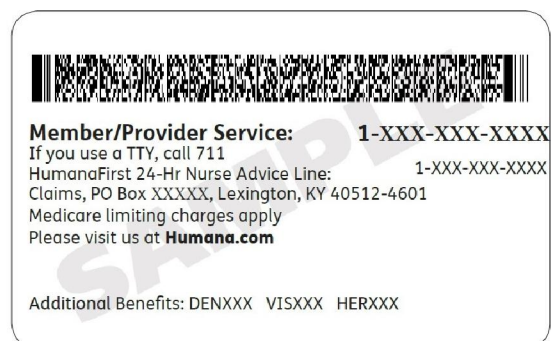 SAMPLE
Member/Provider Service: 1-XXX-XXX-XXXX
If you use a TTY, call 711
HumanaFirst 24-Hr Nurse Advice Line: 1-XXX-XXX-XXXX
Claims, PO Box XXXXX, Lexington, KY 40512-4601
Medicare limiting charges apply
Please visit us at Humana.com
Additional Benefits: DENXXX VISXXX HERXXX